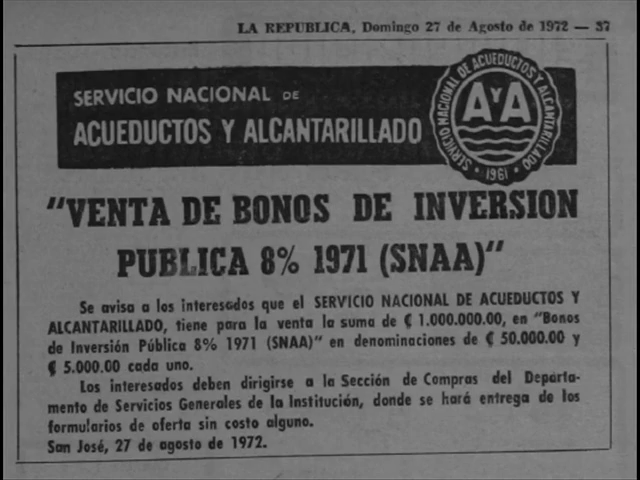 LA REPUBLICA, Domingo 27 de Agosto de 1972 — 37
SERVICIO NACIONAL DE
ACUEDUCTOS Y ALCANTARILLADO
SERVICIO NACIONAL DE ACUEDUCTOS Y ALCANTARILLADO
AYA
• 1961 •
"VENTA DE BONOS DE INVERSION
PUBLICA 8% 1971 (SNAA)"
Se avisa a los interesados que el SERVICIO NACIONAL DE ACUEDUCTOS Y
ALCANTARILLADO, tiene para la venta la suma de ₡ 1.000.000.00, en "Bonos
de Inversión Pública 8% 1971 (SNAA)" en denominaciones de ₡ 50.000.00 y
₡ 5.000.00 cada uno.
Los interesados deben dirigirse a la Sección de Compras del Departa-
mento de Servicios Generales de la Institución, donde se hará entrega de los
formularios de oferta sin costo alguno.
San José, 27 de agosto de 1972.